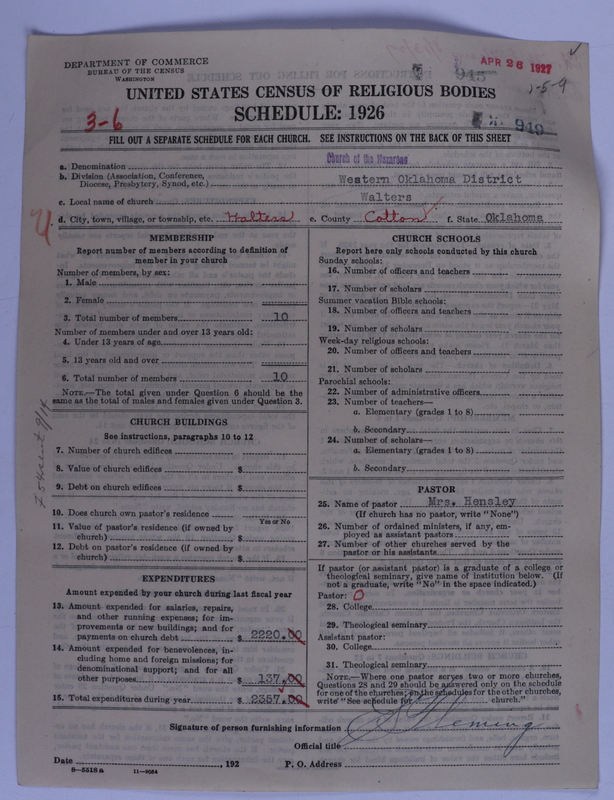 DEPARTMENT OF COMMERCE
BUREAU OF THE CENSUS
WASHINGTON
945
APR 26 1927
1-5-9
UNITED STATES CENSUS OF RELIGIOUS BODIES
SCHEDULE: 1926
3-6
949
FILL OUT A SEPARATE SCHEDULE FOR EACH CHURCH. SEE INSTRUCTIONS ON THE BACK OF THIS SHEET
a. Denomination Church of the Nazarene
b. Division (Association, Conference, Diocese, Presbytery, Synod, etc.) Western Oklahoma District
c. Local name of church Walters
d. City, town, village, or township, etc. Walters e. County Cotton f. State Oklahoma
MEMBERSHIP
Report number of members according to definition of
member in your church
Number of members, by sex:
1. Male
2. Female
3. Total number of members 10
Number of members under and over 13 years old:
4. Under 13 years of age
5. 13 years old and over
6. Total number of members 10
NOTE.—The total given under Question 6 should be
same as the total of males and females given under Question 3.
CHURCH BUILDINGS
See instructions, paragraphs 10 to 12
7. Number of church edifices
8. Value of church edifices $
9. Debt on church edifices $
10. Does church own pastor's residence
Yes or No
11. Value of pastor's residence (if owned by
church) $
12. Debt on pastor's residence (if owned by
church) $
EXPENDITURES
Amount expended by your church during last fiscal year
13. Amount expended for salaries, repairs,
and other running expenses; for im-
provements or new buildings; and for
payments on church debt $ 2220.00
14. Amount expended for benevolences, in-
cluding home and foreign missions; for
denominational support; and for all
other purposes $ 137.00
15. Total expenditures during year $ 2357.00
CHURCH SCHOOLS
Report here only schools conducted by this church
Sunday schools:
16. Number of officers and teachers
17. Number of scholars
Summer vacation Bible schools:
18. Number of officers and teachers
19. Number of scholars
Week-day religious schools:
20. Number of officers and teachers
21. Number of scholars
Parochial schools:
22. Number of administrative officers
23. Number of teachers—
a. Elementary (grades 1 to 8)
b. Secondary
24. Number of scholars—
a. Elementary (grades 1 to 8)
b. Secondary
PASTOR
25. Name of pastor Mrs. Hensley
(If church has no pastor, write "None")
26. Number of ordained ministers, if any, em-
ployed as assistant pastors
27. Number of other churches served by the
pastor or his assistants
If pastor (or assistant pastor) is a graduate of a college or
theological seminary, give name of institution below. (If
not a graduate, write "No" in the space indicated.)
Pastor: 0
28. College
29. Theological seminary
Assistant pastor:
30. College
31. Theological seminary
NOTE.—Where one pastor serves two or more churches,
Questions 28 and 29 should be answered only on the schedule
for one of the churches; on the schedules for the other churches,
write "See schedule for church."
Signature of person furnishing information Fleming
Official title
Date , 192 P. O. Address
8-5518a 11-9054